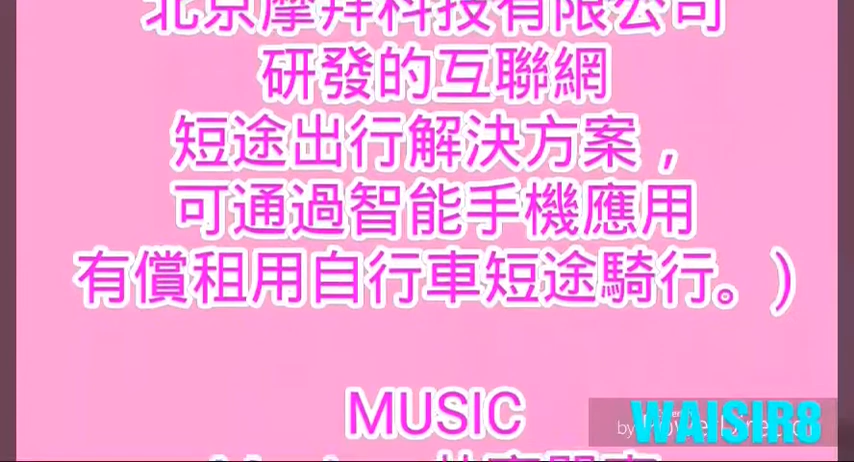 北京摩拜科技有限公司
研發的互聯網
短途出行解決方案，
可通過智能手機應用
有償租用自行車短途騎行。)
MUSIC
by
WAISIR8